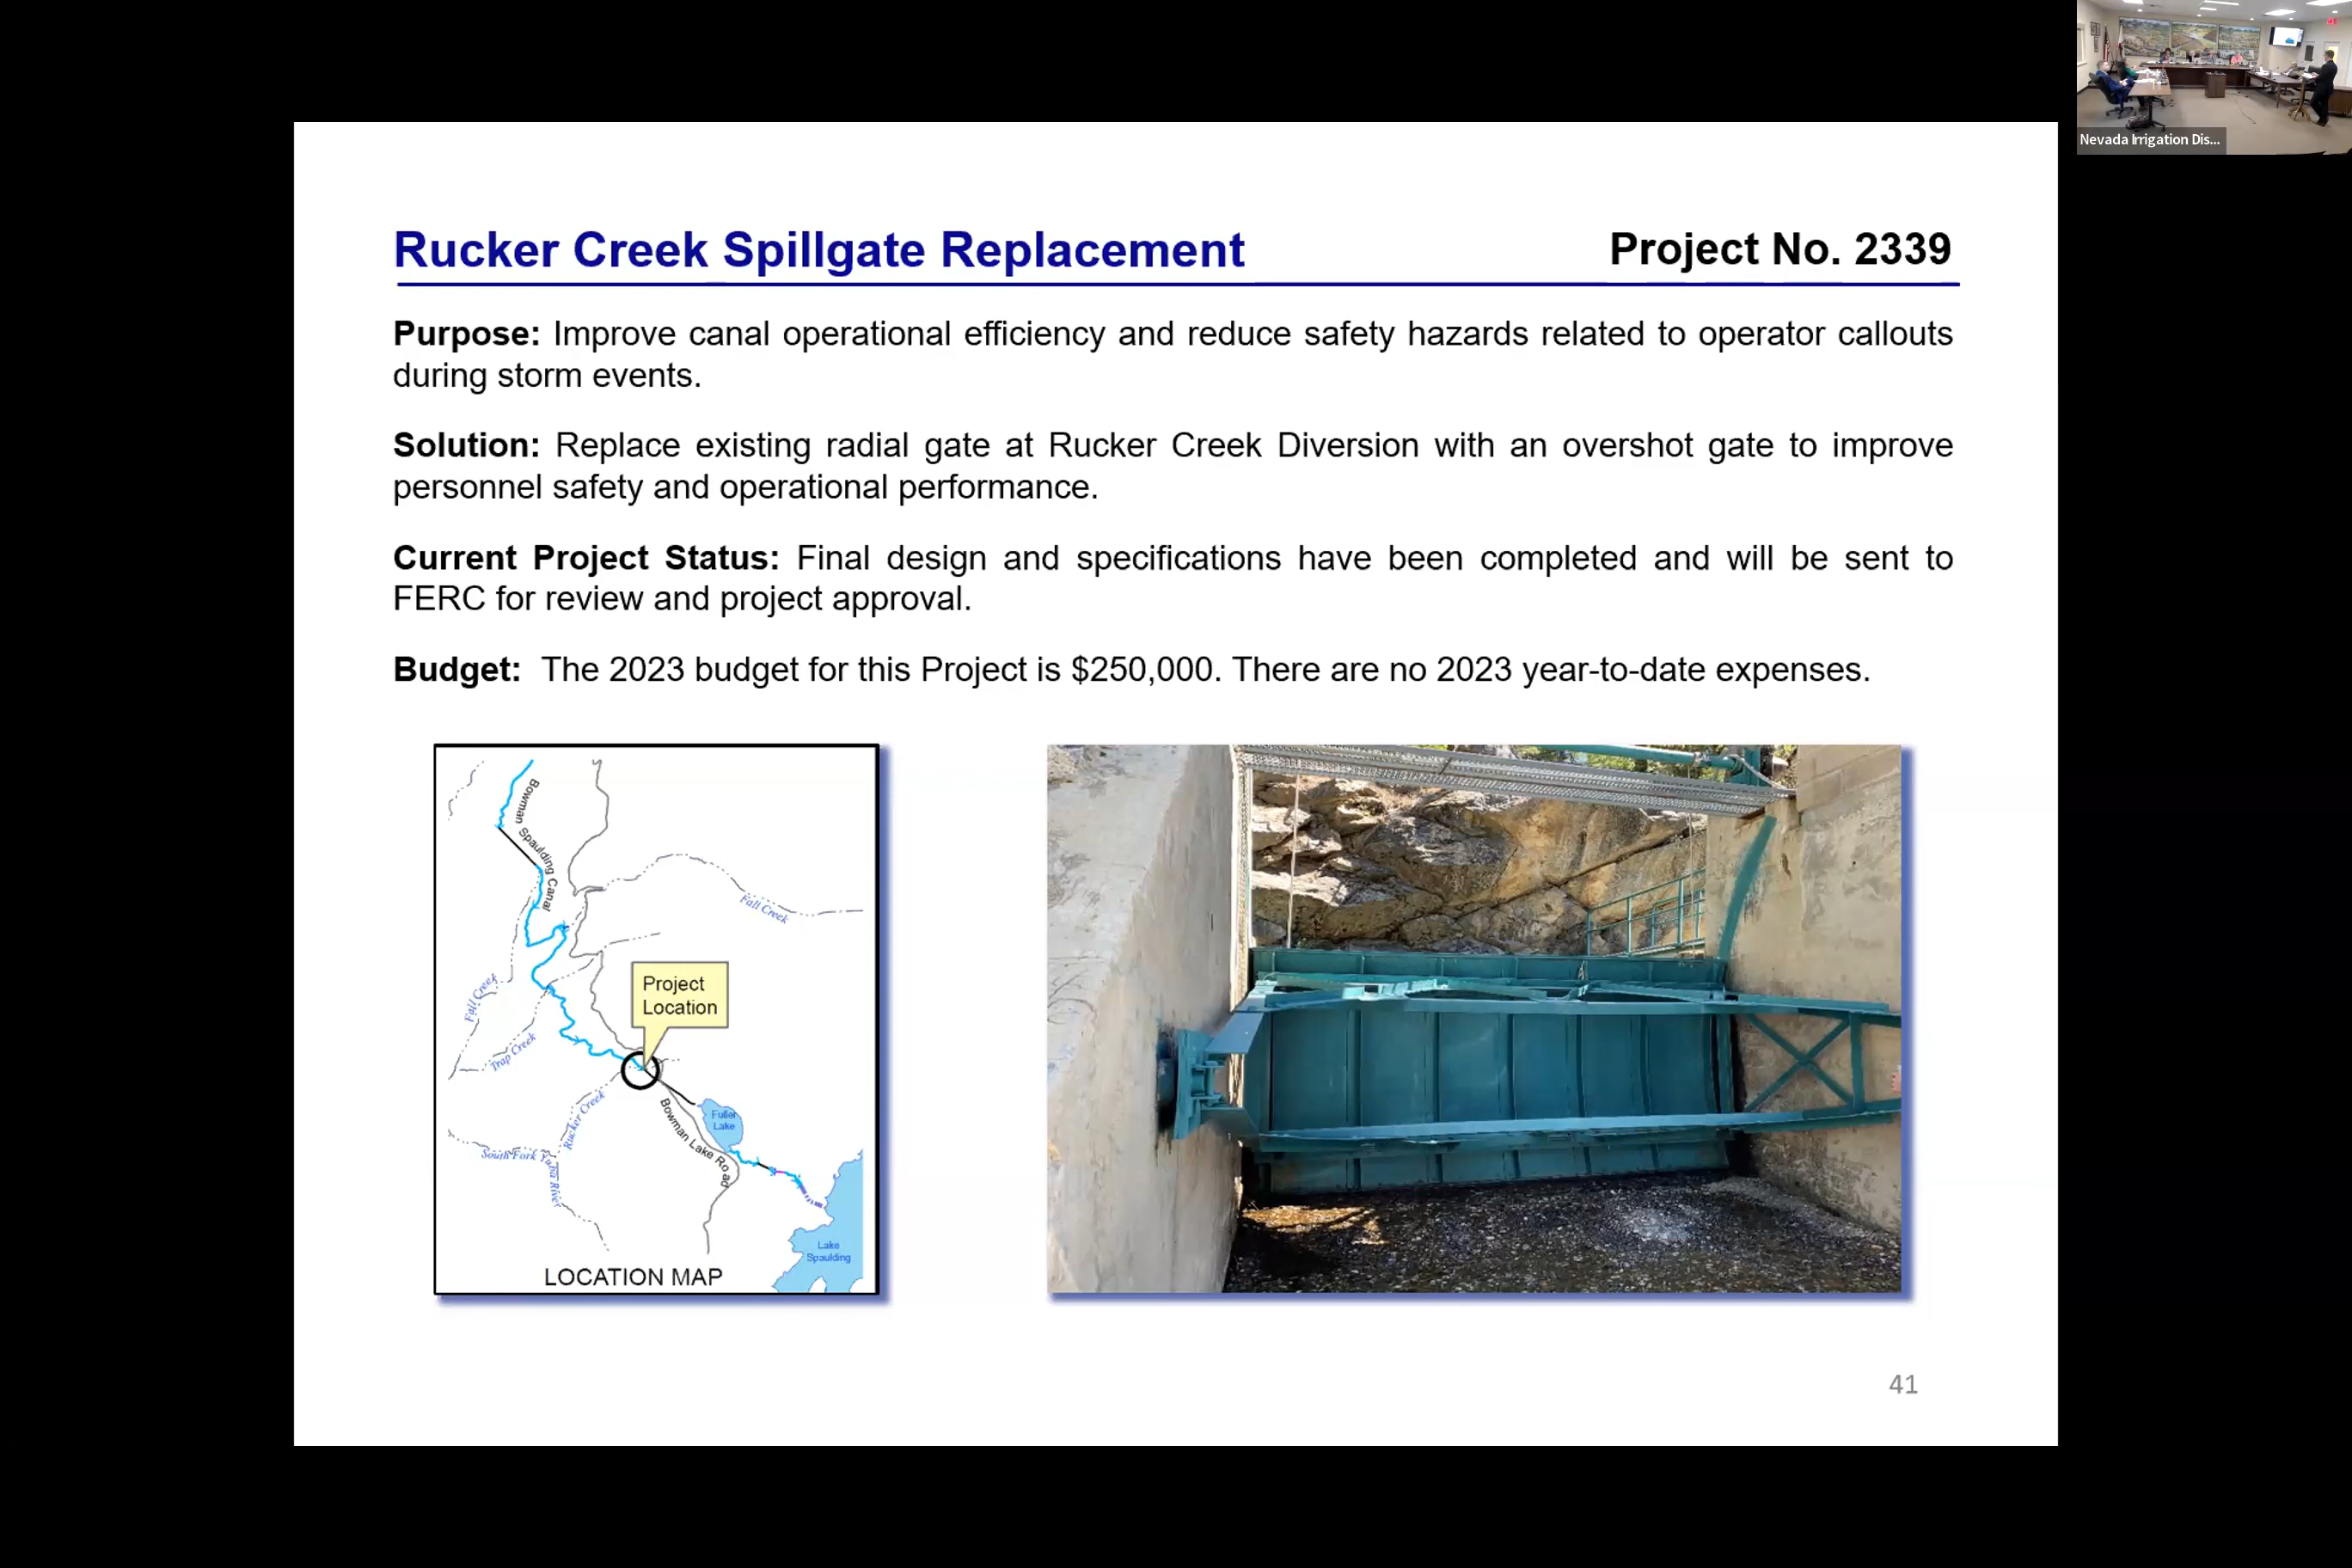 Nevada Irrigation Dis...
Rucker Creek Spillgate Replacement
Project No. 2339
Purpose: Improve canal operational efficiency and reduce safety hazards related to operator callouts
during storm events.
Solution: Replace existing radial gate at Rucker Creek Diversion with an overshot gate to improve
personnel safety and operational performance.
Current Project Status: Final design and specifications have been completed and will be sent to
FERC for review and project approval.
Budget: The 2023 budget for this Project is $250,000. There are no 2023 year-to-date expenses.
Bowman Spaulding Canal
Fall Creek
Project
Location
Fall Creek
Trap Creek
Rucker Creek
Fuller
Lake
Bowman Lake Road
South Fork Yuba River
Lake
Spaulding
LOCATION MAP
41